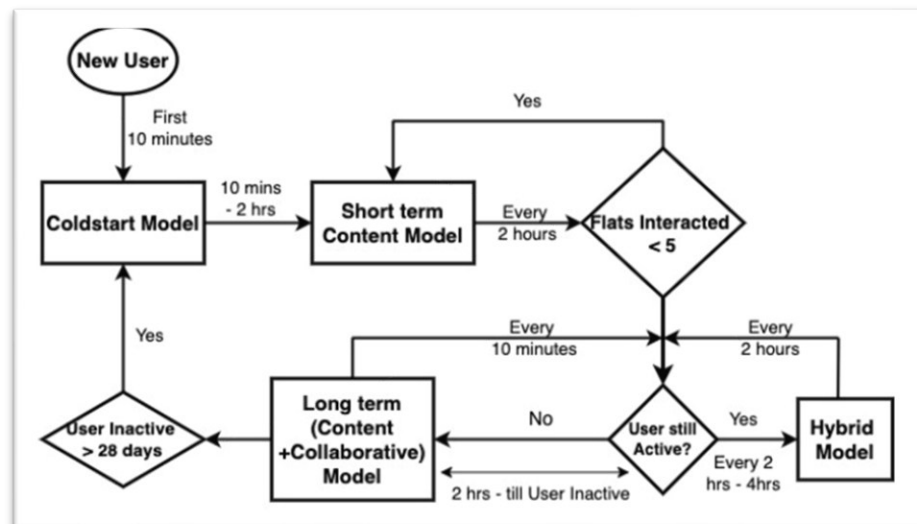 New User
First
10 minutes
Coldstart Model
10 mins
- 2 hrs
Short term
Content Model
Every
2 hours
Yes
Flats Interacted
< 5
Every
10 minutes
Every
2 hours
Yes
User Inactive
> 28 days
Long term
(Content
+Collaborative)
Model
No
2 hrs - till User Inactive
User still
Active?
Yes
Every 2
hrs - 4hrs
Hybrid
Model